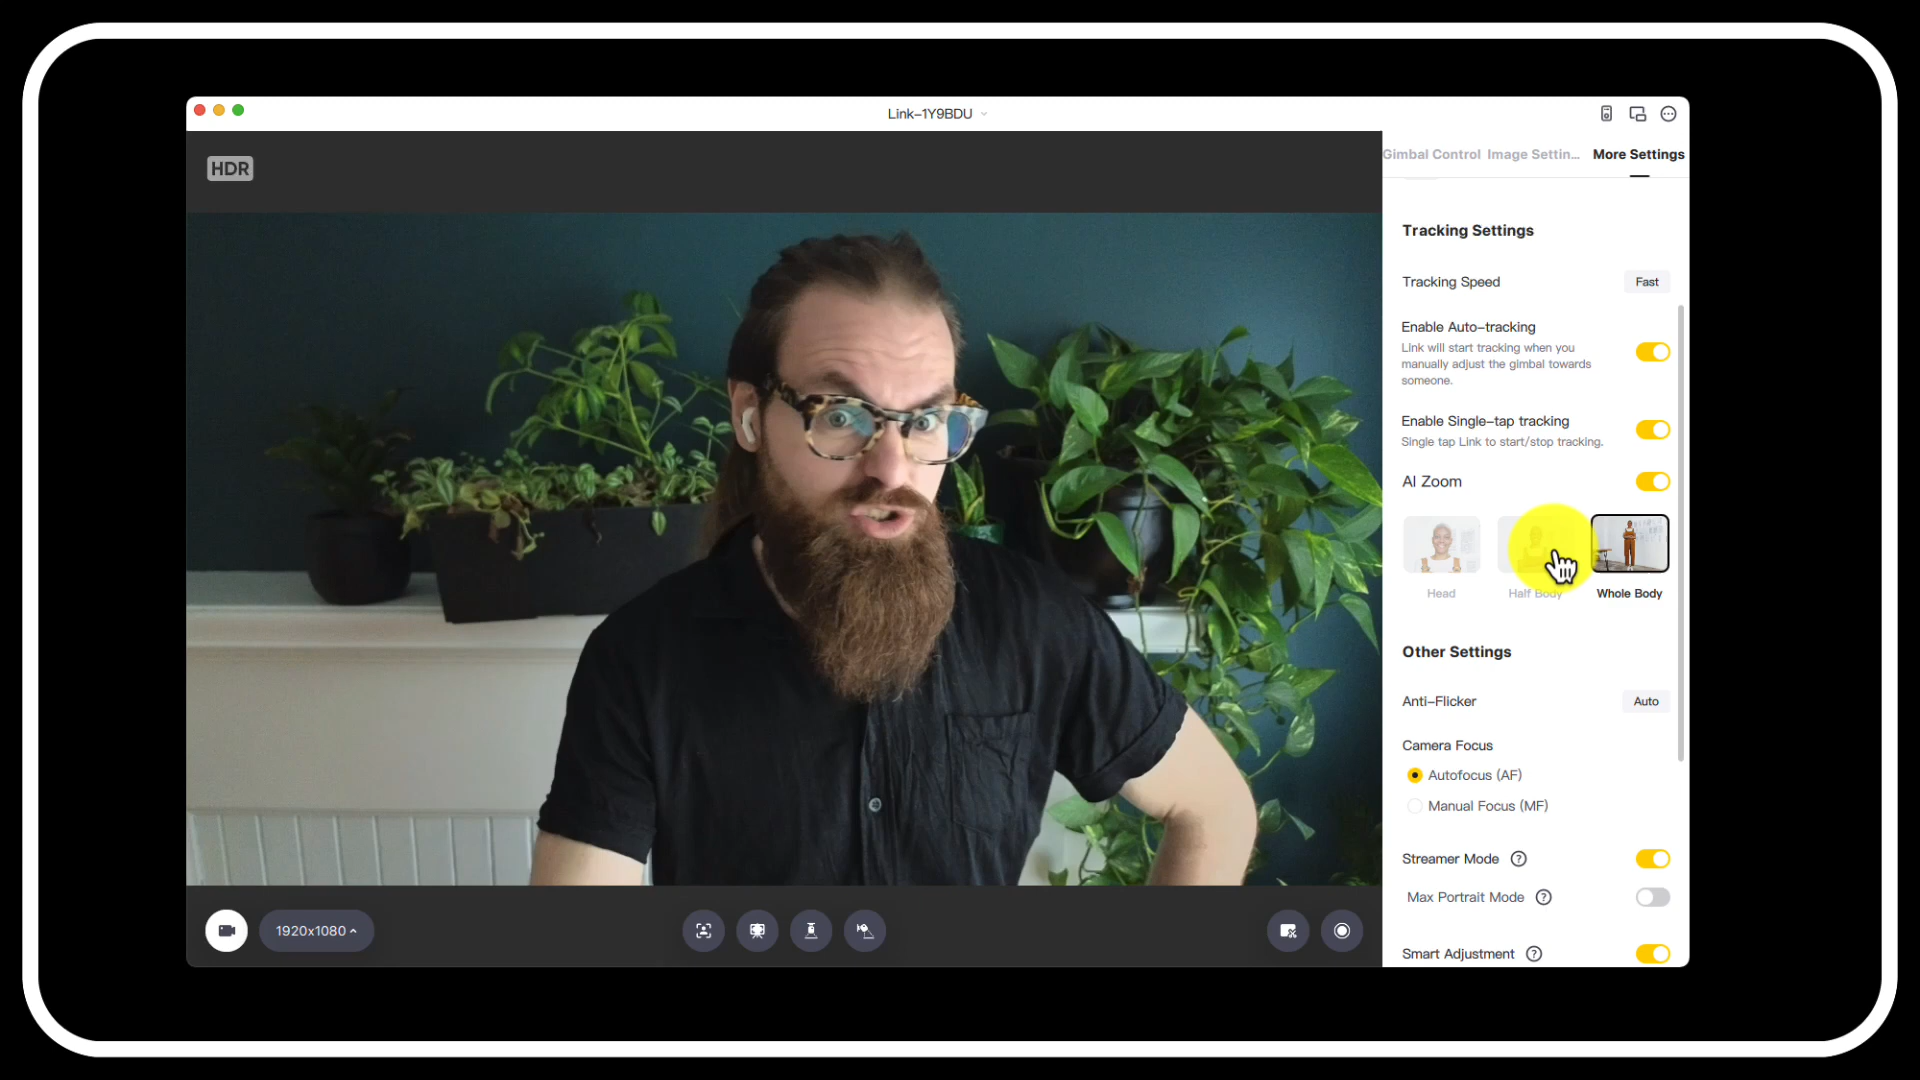 Link-1Y9BDU
HDR
Gimbal Control Image Settin... More Settings
Tracking Settings
Tracking Speed Fast
Enable Auto-tracking
Link will start tracking when you
manually adjust the gimbal towards
someone.
Enable Single-tap tracking
Single tap Link to start/stop tracking.
AI Zoom
Head Half Body Whole Body
Other Settings
Anti-Flicker Auto
Camera Focus
Autofocus (AF)
Manual Focus (MF)
Streamer Mode ?
Max Portrait Mode ?
Smart Adjustment ?
1920x1080